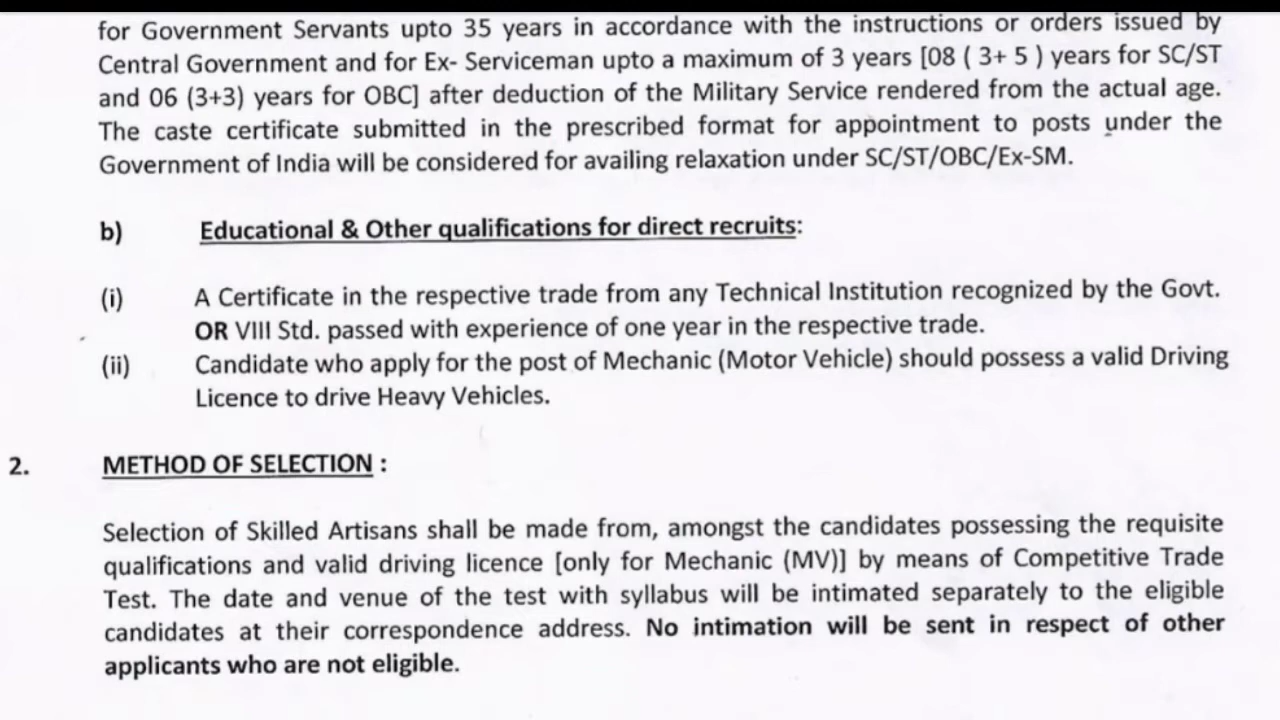 for Government Servants upto 35 years in accordance with the instructions or orders issued by
Central Government and for Ex- Serviceman upto a maximum of 3 years [08 ( 3+ 5 ) years for SC/ST
and 06 (3+3) years for OBC] after deduction of the Military Service rendered from the actual age.
The caste certificate submitted in the prescribed format for appointment to posts under the
Government of India will be considered for availing relaxation under SC/ST/OBC/Ex-SM.
b) Educational & Other qualifications for direct recruits:
(i) A Certificate in the respective trade from any Technical Institution recognized by the Govt.
OR VIII Std. passed with experience of one year in the respective trade.
(ii) Candidate who apply for the post of Mechanic (Motor Vehicle) should possess a valid Driving
Licence to drive Heavy Vehicles.
2. METHOD OF SELECTION :
Selection of Skilled Artisans shall be made from, amongst the candidates possessing the requisite
qualifications and valid driving licence [only for Mechanic (MV)] by means of Competitive Trade
Test. The date and venue of the test with syllabus will be intimated separately to the eligible
candidates at their correspondence address. No intimation will be sent in respect of other
applicants who are not eligible.